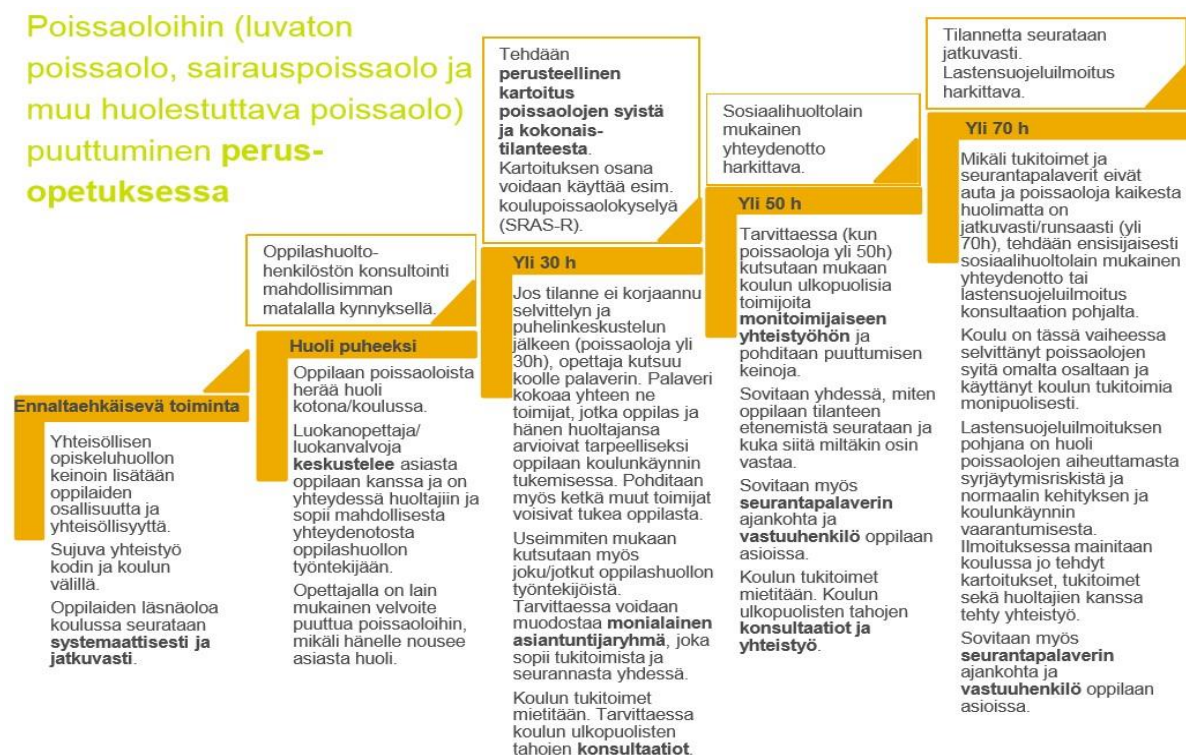 Poissaoloihin (luvaton
poissaolo, sairauspoissaolo ja
muu huolestuttava poissaolo)
puuttuminen perus-
opetuksessa
Ennaltaehkäisevä toiminta
Yhteisöllisen
opiskeluhuollon
keinoin lisätään
oppilaiden
osallisuutta ja
yhteisöllisyyttä.
Sujuva yhteistyö
kodin ja koulun
välillä.
Oppilaiden läsnäoloa
koulussa seurataan
systemaattisesti ja
jatkuvasti.
Oppilashuolto-
henkilöstön konsultointi
mahdollisimman
matalalla kynnyksellä.
Huoli puheeksi
Oppilaan poissaoloista
herää huoli
kotona/koulussa.
Luokanopettaja/
luokanvalvoja
keskustelee asiasta
oppilaan kanssa ja on
yhteydessä huoltajiin ja
sopii mahdollisesta
yhteydenotosta
oppilashuollon
työntekijään.
Opettajalla on lain
mukainen velvoite
puuttua poissaoloihin,
mikäli hänelle nousee
asiasta huoli.
Tehdään
perusteellinen
kartoitus
poissaolojen syistä
ja kokonais-
tilanteesta.
Kartoituksen osana
voidaan käyttää esim.
koulupoissaolokyselyä
(SRAS-R).
Yli 30 h
Jos tilanne ei korjaannu
selvittelyn ja
puhelinkeskustelun
jälkeen (poissaoloja yli
30h), opettaja kutsuu
koolle palaverin. Palaveri
kokoaa yhteen ne
toimijat, jotka oppilas ja
hänen huoltajansa
arvioivat tarpeelliseksi
oppilaan koulunkäynnin
tukemisessa. Pohditaan
myös ketkä muut toimijat
voisivat tukea oppilasta.
Useimmiten mukaan
kutsutaan myös
joku/jotkut oppilashuollon
työntekijöistä.
Tarvittaessa voidaan
muodostaa monialainen
asiantuntijaryhmä, joka
sopii tukitoimista ja
seurannasta yhdessä.
Koulun tukitoimet
mietitään. Tarvittaessa
koulun ulkopuolisten
tahojen konsultaatiot.
Sosiaalihuoltolain
mukainen
yhteydenotto
harkittava.
Yli 50 h
Tarvittaessa (kun
poissaoloja yli 50h)
kutsutaan mukaan
koulun ulkopuolisia
toimijoita
monitoimijaiseen
yhteistyöhön ja
pohditaan puuttumisen
keinoja.
Sovitaan yhdessä, miten
oppilaan tilanteen
etenemistä seurataan ja
kuka siitä miltäkin osin
vastaa.
Sovitaan myös
seurantapalaverin
ajankohta ja
vastuuhenkilö oppilaan
asioissa.
Koulun tukitoimet
mietitään. Koulun
ulkopuolisten tahojen
konsultaatiot ja
yhteistyö.
Tilannetta seurataan
jatkuvasti.
Lastensuojeluilmoitus
harkittava.
Yli 70 h
Mikäli tukitoimet ja
seurantapalaverit eivät
auta ja poissaoloja kaikesta
huolimatta on
jatkuvasti/runsaasti (yli
70h), tehdään ensisijaisesti
sosiaalihuoltolain mukainen
yhteydenotto tai
lastensuojeluilmoitus
konsultaation pohjalta.
Koulu on tässä vaiheessa
selvittänyt poissaolojen
syitä omalta osaltaan ja
käyttänyt koulun tukitoimia
monipuolisesti.
Lastensuojeluilmoituksen
pohjana on huoli
poissaolojen aiheuttamasta
syrjäytymisriskistä ja
normaalin kehityksen ja
koulunkäynnin
vaarantumisesta.
Ilmoituksessa mainitaan
koulussa jo tehdyt
kartoitukset, tukitoimet
sekä huoltajien kanssa
tehty yhteistyö.
Sovitaan myös
seurantapalaverin
ajankohta ja
vastuuhenkilö oppilaan
asioissa.